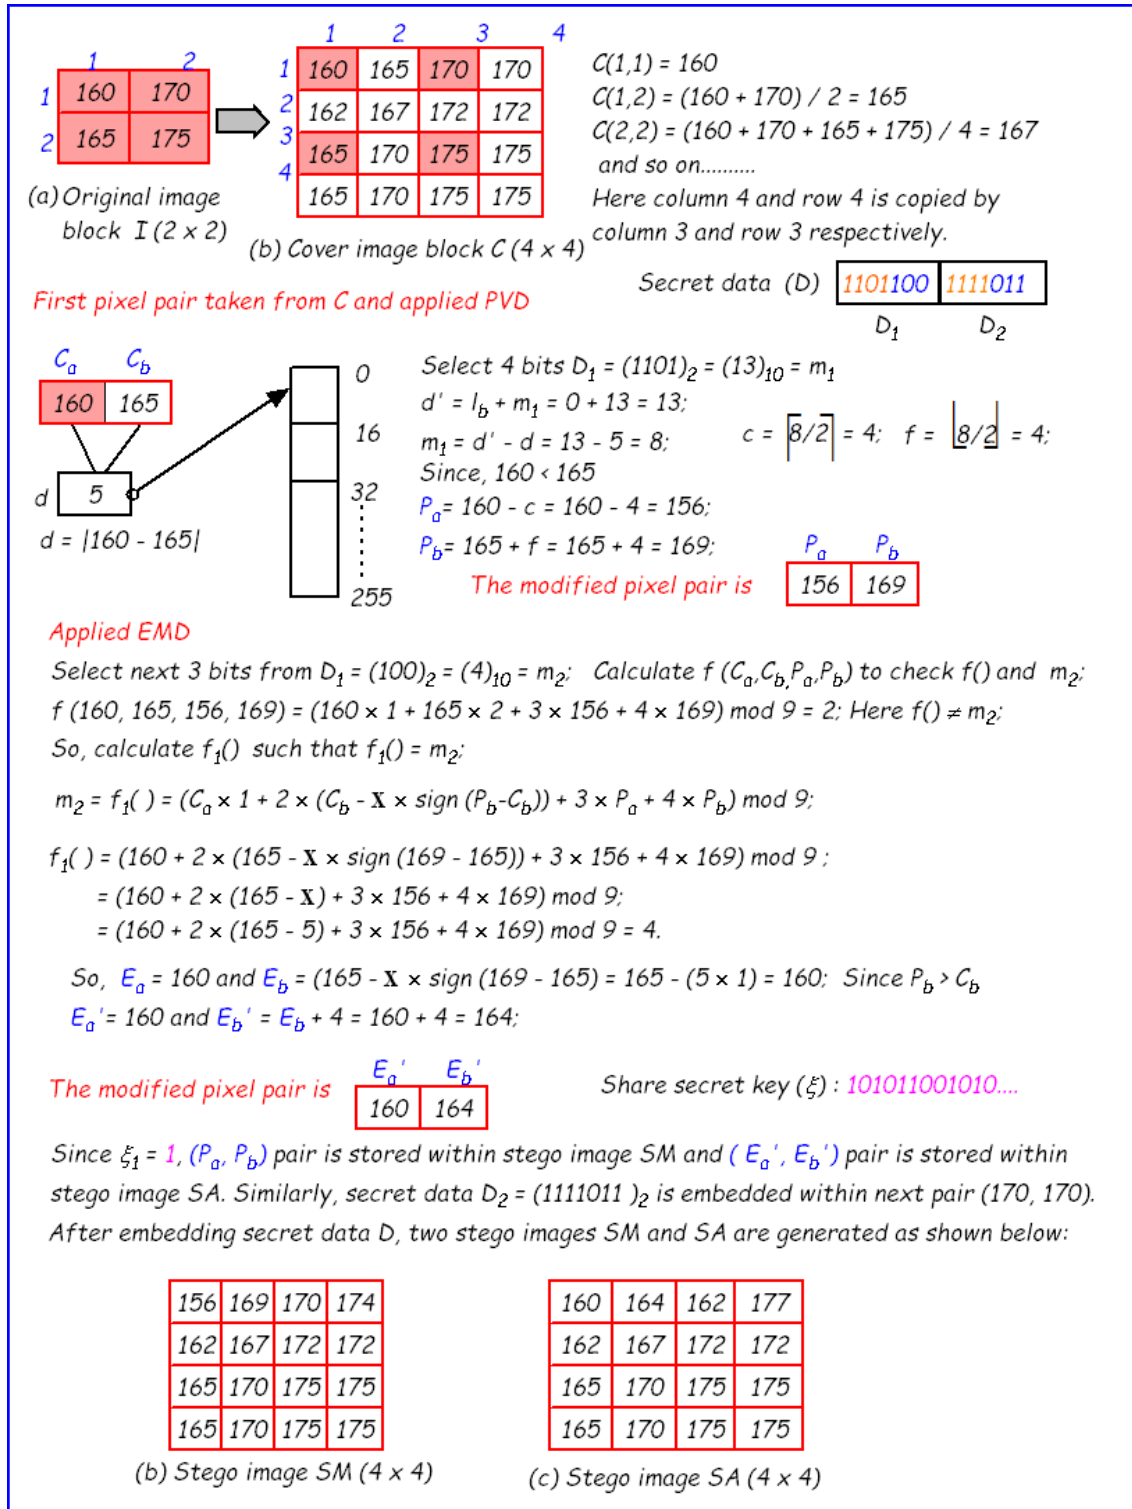 1 2 3 4
1 2
1 160 170
2 165 175
1 160 165 170 170
2 162 167 172 172
3 165 170 175 175
4 165 170 175 175
(a) Original image
block I (2 x 2)
(b) Cover image block C (4 x 4)
C(1,1) = 160
C(1,2) = (160 + 170) / 2 = 165
C(2,2) = (160 + 170 + 165 + 175) / 4 = 167
and so on..........
Here column 4 and row 4 is copied by
column 3 and row 3 respectively.
Secret data (D) 1101100 1111011
D₁ D₂
First pixel pair taken from C and applied PVD
Cₐ C_b
160 165
d 5
d = |160 - 165|
0
16
32
255
Select 4 bits D₁ = (1101)₂ = (13)₁₀ = m₁
d' = l_b + m₁ = 0 + 13 = 13;
m₁ = d' - d = 13 - 5 = 8; c = ⌈8/2⌉ = 4; f = ⌊8/2⌋ = 4;
Since, 160 < 165
Pₐ= 160 - c = 160 - 4 = 156;
P_b= 165 + f = 165 + 4 = 169;
Pₐ P_b
The modified pixel pair is 156 169
Applied EMD
Select next 3 bits from D₁ = (100)₂ = (4)₁₀ = m₂; Calculate f (Cₐ,C_b,Pₐ,P_b) to check f() and m₂;
f (160, 165, 156, 169) = (160 × 1 + 165 × 2 + 3 × 156 + 4 × 169) mod 9 = 2; Here f() ≠ m₂;
So, calculate f₁() such that f₁() = m₂;
m₂ = f₁( ) = (Cₐ × 1 + 2 × (C_b - X × sign (P_b-C_b)) + 3 × Pₐ + 4 × P_b) mod 9;
f₁( ) = (160 + 2 × (165 - X × sign (169 - 165)) + 3 × 156 + 4 × 169) mod 9 ;
= (160 + 2 × (165 - X) + 3 × 156 + 4 × 169) mod 9;
= (160 + 2 × (165 - 5) + 3 × 156 + 4 × 169) mod 9 = 4.
So, Eₐ = 160 and E_b = (165 - X × sign (169 - 165) = 165 - (5 × 1) = 160; Since P_b > C_b
Eₐ'= 160 and E_b' = E_b + 4 = 160 + 4 = 164;
Eₐ' E_b'
The modified pixel pair is 160 164
Share secret key (ξ) : 101011001010....
Since ξ₁ = 1, (Pₐ, P_b) pair is stored within stego image SM and ( Eₐ', E_b') pair is stored within
stego image SA. Similarly, secret data D₂ = (1111011 )₂ is embedded within next pair (170, 170).
After embedding secret data D, two stego images SM and SA are generated as shown below:
156 169 170 174
162 167 172 172
165 170 175 175
165 170 175 175
(b) Stego image SM (4 x 4)
160 164 162 177
162 167 172 172
165 170 175 175
165 170 175 175
(c) Stego image SA (4 x 4)